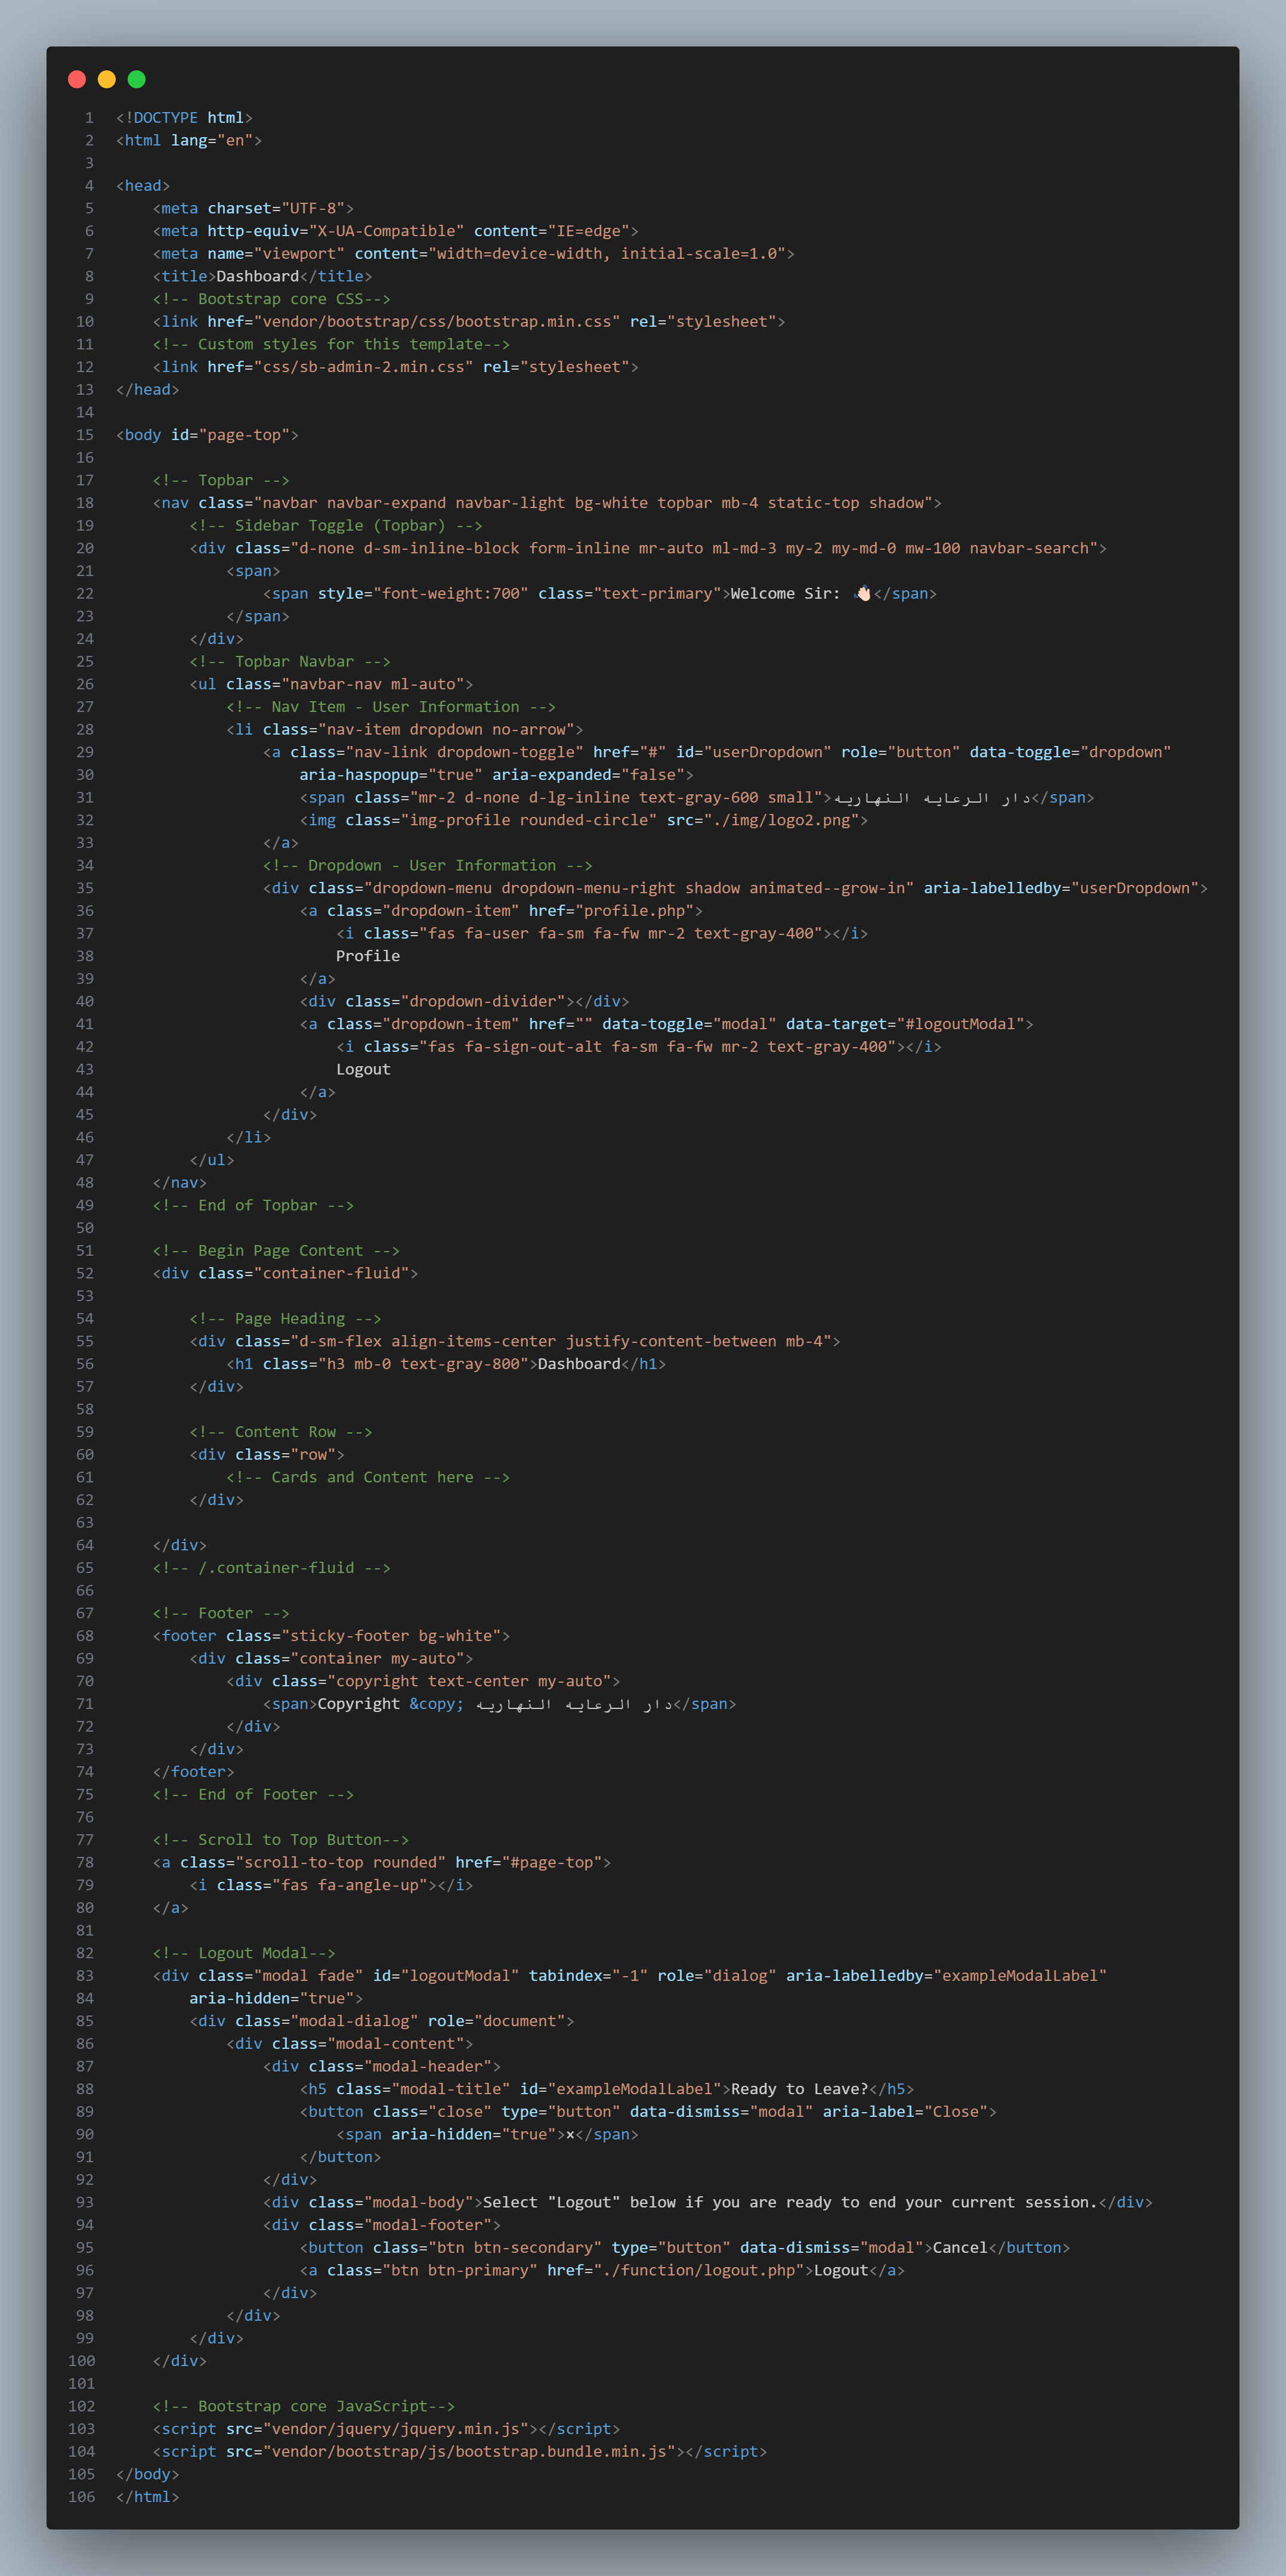 1 <!DOCTYPE html>
2 <html lang="en">
3
4 <head>
5     <meta charset="UTF-8">
6     <meta http-equiv="X-UA-Compatible" content="IE=edge">
7     <meta name="viewport" content="width=device-width, initial-scale=1.0">
8     <title>Dashboard</title>
9     <!-- Bootstrap core CSS-->
10     <link href="vendor/bootstrap/css/bootstrap.min.css" rel="stylesheet">
11     <!-- Custom styles for this template-->
12     <link href="css/sb-admin-2.min.css" rel="stylesheet">
13 </head>
14
15 <body id="page-top">
16
17     <!-- Topbar -->
18     <nav class="navbar navbar-expand navbar-light bg-white topbar mb-4 static-top shadow">
19         <!-- Sidebar Toggle (Topbar) -->
20         <div class="d-none d-sm-inline-block form-inline mr-auto ml-md-3 my-2 my-md-0 mw-100 navbar-search">
21             <span>
22                 <span style="font-weight:700" class="text-primary">Welcome Sir: 👋🏻</span>
23             </span>
24         </div>
25         <!-- Topbar Navbar -->
26         <ul class="navbar-nav ml-auto">
27             <!-- Nav Item - User Information -->
28             <li class="nav-item dropdown no-arrow">
29                 <a class="nav-link dropdown-toggle" href="#" id="userDropdown" role="button" data-toggle="dropdown"
30                     aria-haspopup="true" aria-expanded="false">
31                     <span class="mr-2 d-none d-lg-inline text-gray-600 small">دار الرعايه النهاريه</span>
32                     <img class="img-profile rounded-circle" src="./img/logo2.png">
33                 </a>
34                 <!-- Dropdown - User Information -->
35                 <div class="dropdown-menu dropdown-menu-right shadow animated--grow-in" aria-labelledby="userDropdown">
36                     <a class="dropdown-item" href="profile.php">
37                         <i class="fas fa-user fa-sm fa-fw mr-2 text-gray-400"></i>
38                         Profile
39                     </a>
40                     <div class="dropdown-divider"></div>
41                     <a class="dropdown-item" href="" data-toggle="modal" data-target="#logoutModal">
42                         <i class="fas fa-sign-out-alt fa-sm fa-fw mr-2 text-gray-400"></i>
43                         Logout
44                     </a>
45                 </div>
46             </li>
47         </ul>
48     </nav>
49     <!-- End of Topbar -->
50
51     <!-- Begin Page Content -->
52     <div class="container-fluid">
53
54         <!-- Page Heading -->
55         <div class="d-sm-flex align-items-center justify-content-between mb-4">
56             <h1 class="h3 mb-0 text-gray-800">Dashboard</h1>
57         </div>
58
59         <!-- Content Row -->
60         <div class="row">
61             <!-- Cards and Content here -->
62         </div>
63
64     </div>
65     <!-- /.container-fluid -->
66
67     <!-- Footer -->
68     <footer class="sticky-footer bg-white">
69         <div class="container my-auto">
70             <div class="copyright text-center my-auto">
71                 <span>Copyright &copy; دار الرعايه النهاريه</span>
72             </div>
73         </div>
74     </footer>
75     <!-- End of Footer -->
76
77     <!-- Scroll to Top Button-->
78     <a class="scroll-to-top rounded" href="#page-top">
79         <i class="fas fa-angle-up"></i>
80     </a>
81
82     <!-- Logout Modal-->
83     <div class="modal fade" id="logoutModal" tabindex="-1" role="dialog" aria-labelledby="exampleModalLabel"
84         aria-hidden="true">
85         <div class="modal-dialog" role="document">
86             <div class="modal-content">
87                 <div class="modal-header">
88                     <h5 class="modal-title" id="exampleModalLabel">Ready to Leave?</h5>
89                     <button class="close" type="button" data-dismiss="modal" aria-label="Close">
90                         <span aria-hidden="true">×</span>
91                     </button>
92                 </div>
93                 <div class="modal-body">Select "Logout" below if you are ready to end your current session.</div>
94                 <div class="modal-footer">
95                     <button class="btn btn-secondary" type="button" data-dismiss="modal">Cancel</button>
96                     <a class="btn btn-primary" href="./function/logout.php">Logout</a>
97                 </div>
98             </div>
99         </div>
100     </div>
101
102     <!-- Bootstrap core JavaScript-->
103     <script src="vendor/jquery/jquery.min.js"></script>
104     <script src="vendor/bootstrap/js/bootstrap.bundle.min.js"></script>
105 </body>
106 </html>